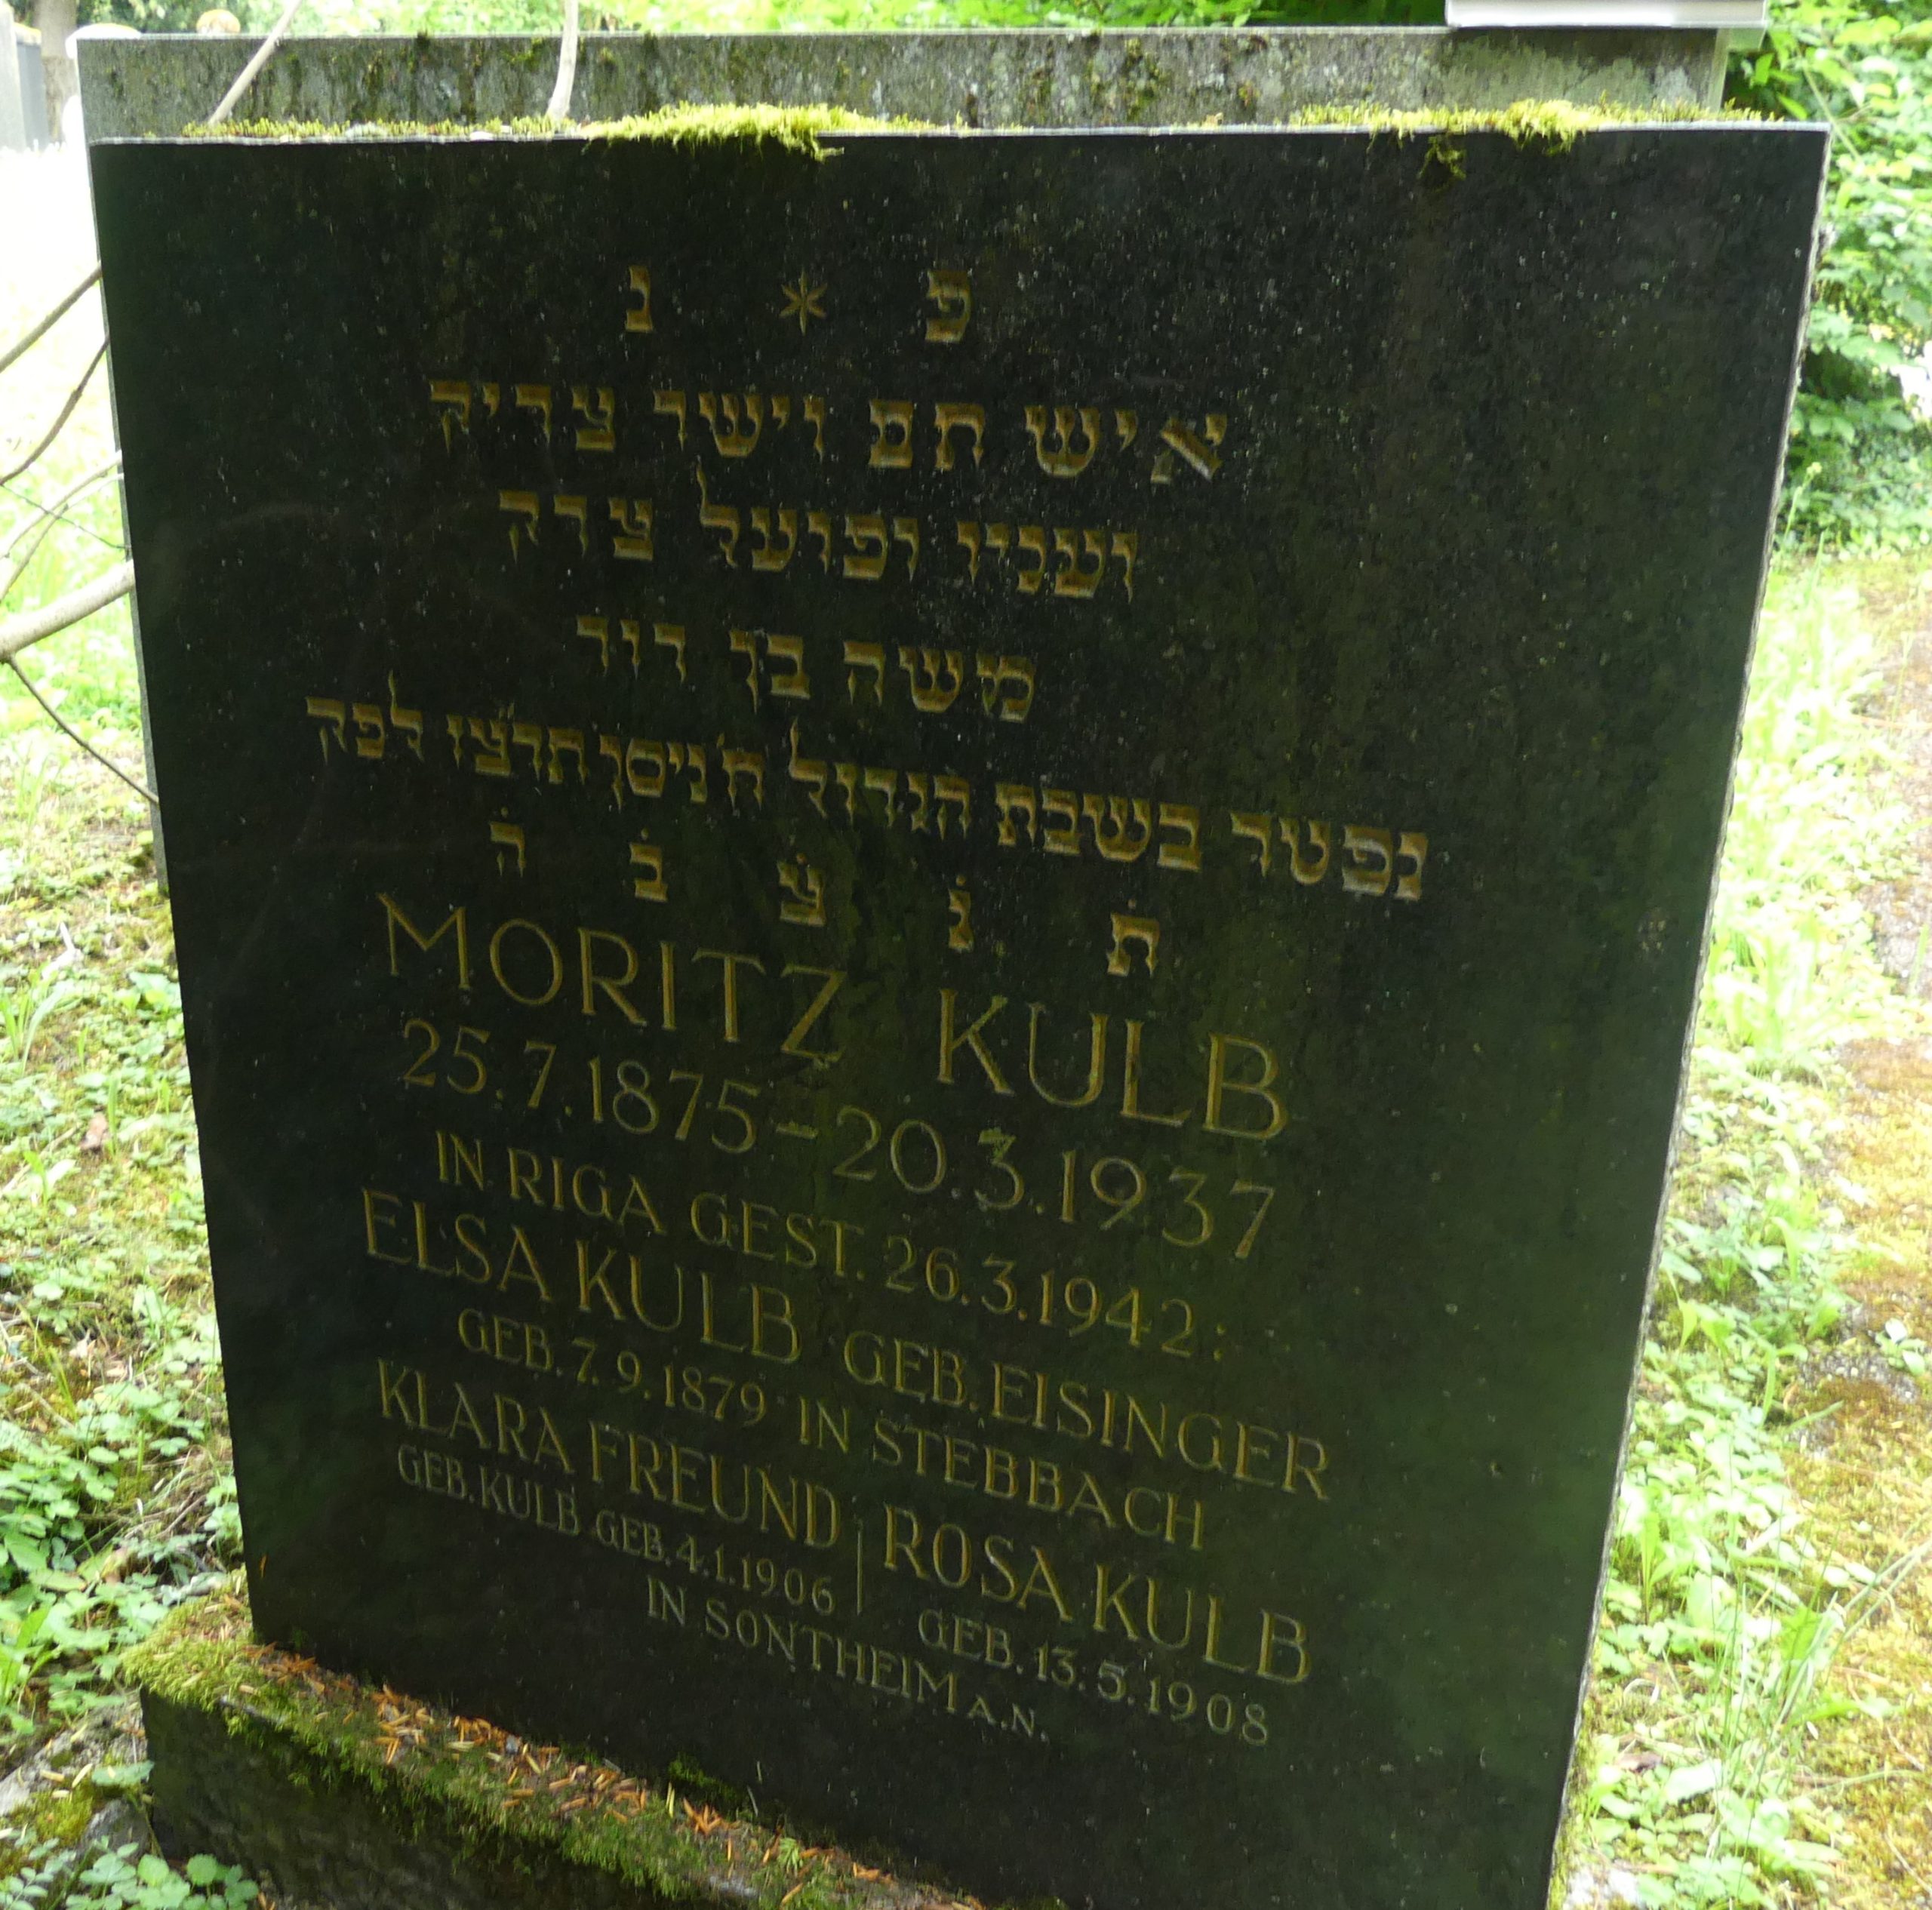 פ * נ
איש תם וישר צדיק
ועניו ופועל צדק
משה בן דוד
נפטר בשבת הגדול ח׳ ניסן תרצ״ו לפק
ת נ צ ב ה
MORITZ KULB
25.7.1875-20.3.1937
IN RIGA GEST. 26.3.1942:
ELSA KULB GEB. EISINGER
GEB. 7.9.1879 IN STEBBACH
KLARA FREUND | ROSA KULB
GEB. KULB GEB. 4.1.1906 | GEB. 13.5.1908
IN SONTHEIM A.N.